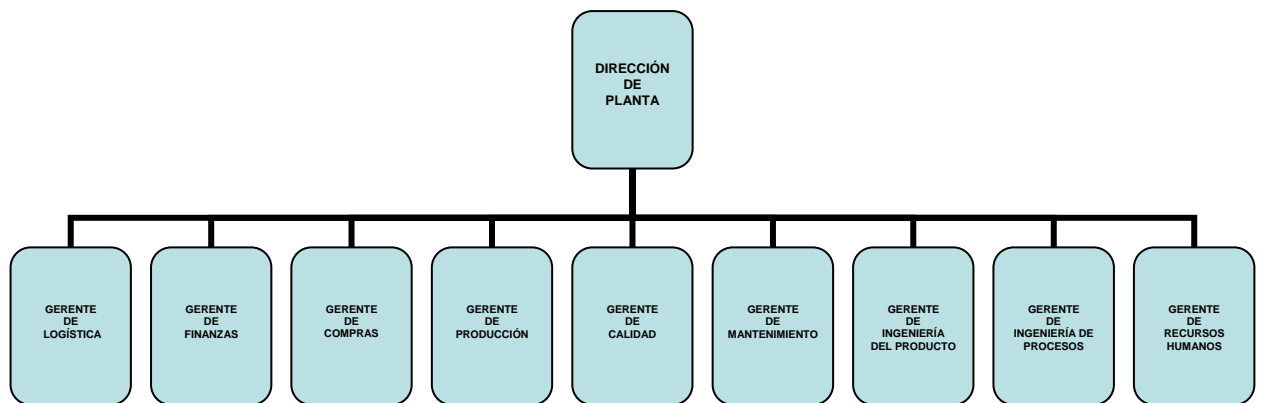 DIRECCIÓN
DE
PLANTA
GERENTE
DE
LOGÍSTICA
GERENTE
DE
FINANZAS
GERENTE
DE
COMPRAS
GERENTE
DE
PRODUCCIÓN
GERENTE
DE
CALIDAD
GERENTE
DE
MANTENIMIENTO
GERENTE
DE
INGENIERÍA
DEL PRODUCTO
GERENTE
DE
INGENIERÍA DE
PROCESOS
GERENTE
DE
RECURSOS
HUMANOS